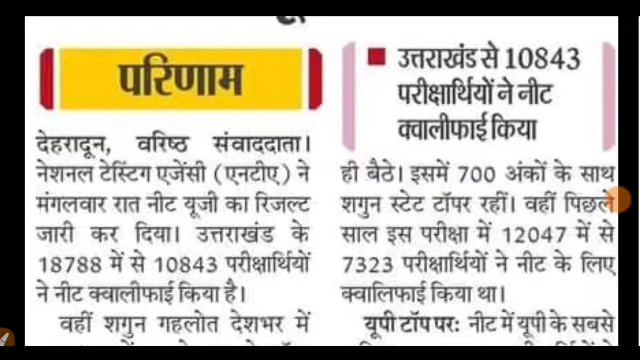 परिणाम
देहरादून, वरिष्ठ संवाददाता।
नेशनल टेस्टिंग एजेंसी (एनटीए) ने
मंगलवार रात नीट यूजी का रिजल्ट
जारी कर दिया। उत्तराखंड के
18788 में से 10843 परीक्षार्थियों
ने नीट क्वालीफाई किया है।
वहीं शगुन गहलोत देशभर में
उत्तराखंड से 10843
परीक्षार्थियों ने नीट
क्वालीफाई किया
ही बैठे। इसमें 700 अंकों के साथ
शगुन स्टेट टॉपर रहीं। वहीं पिछले
साल इस परीक्षा में 12047 में से
7323 परीक्षार्थियों ने नीट के लिए
क्वालिफाई किया था।
यूपी टॉप पर: नीट में यूपी के सबसे